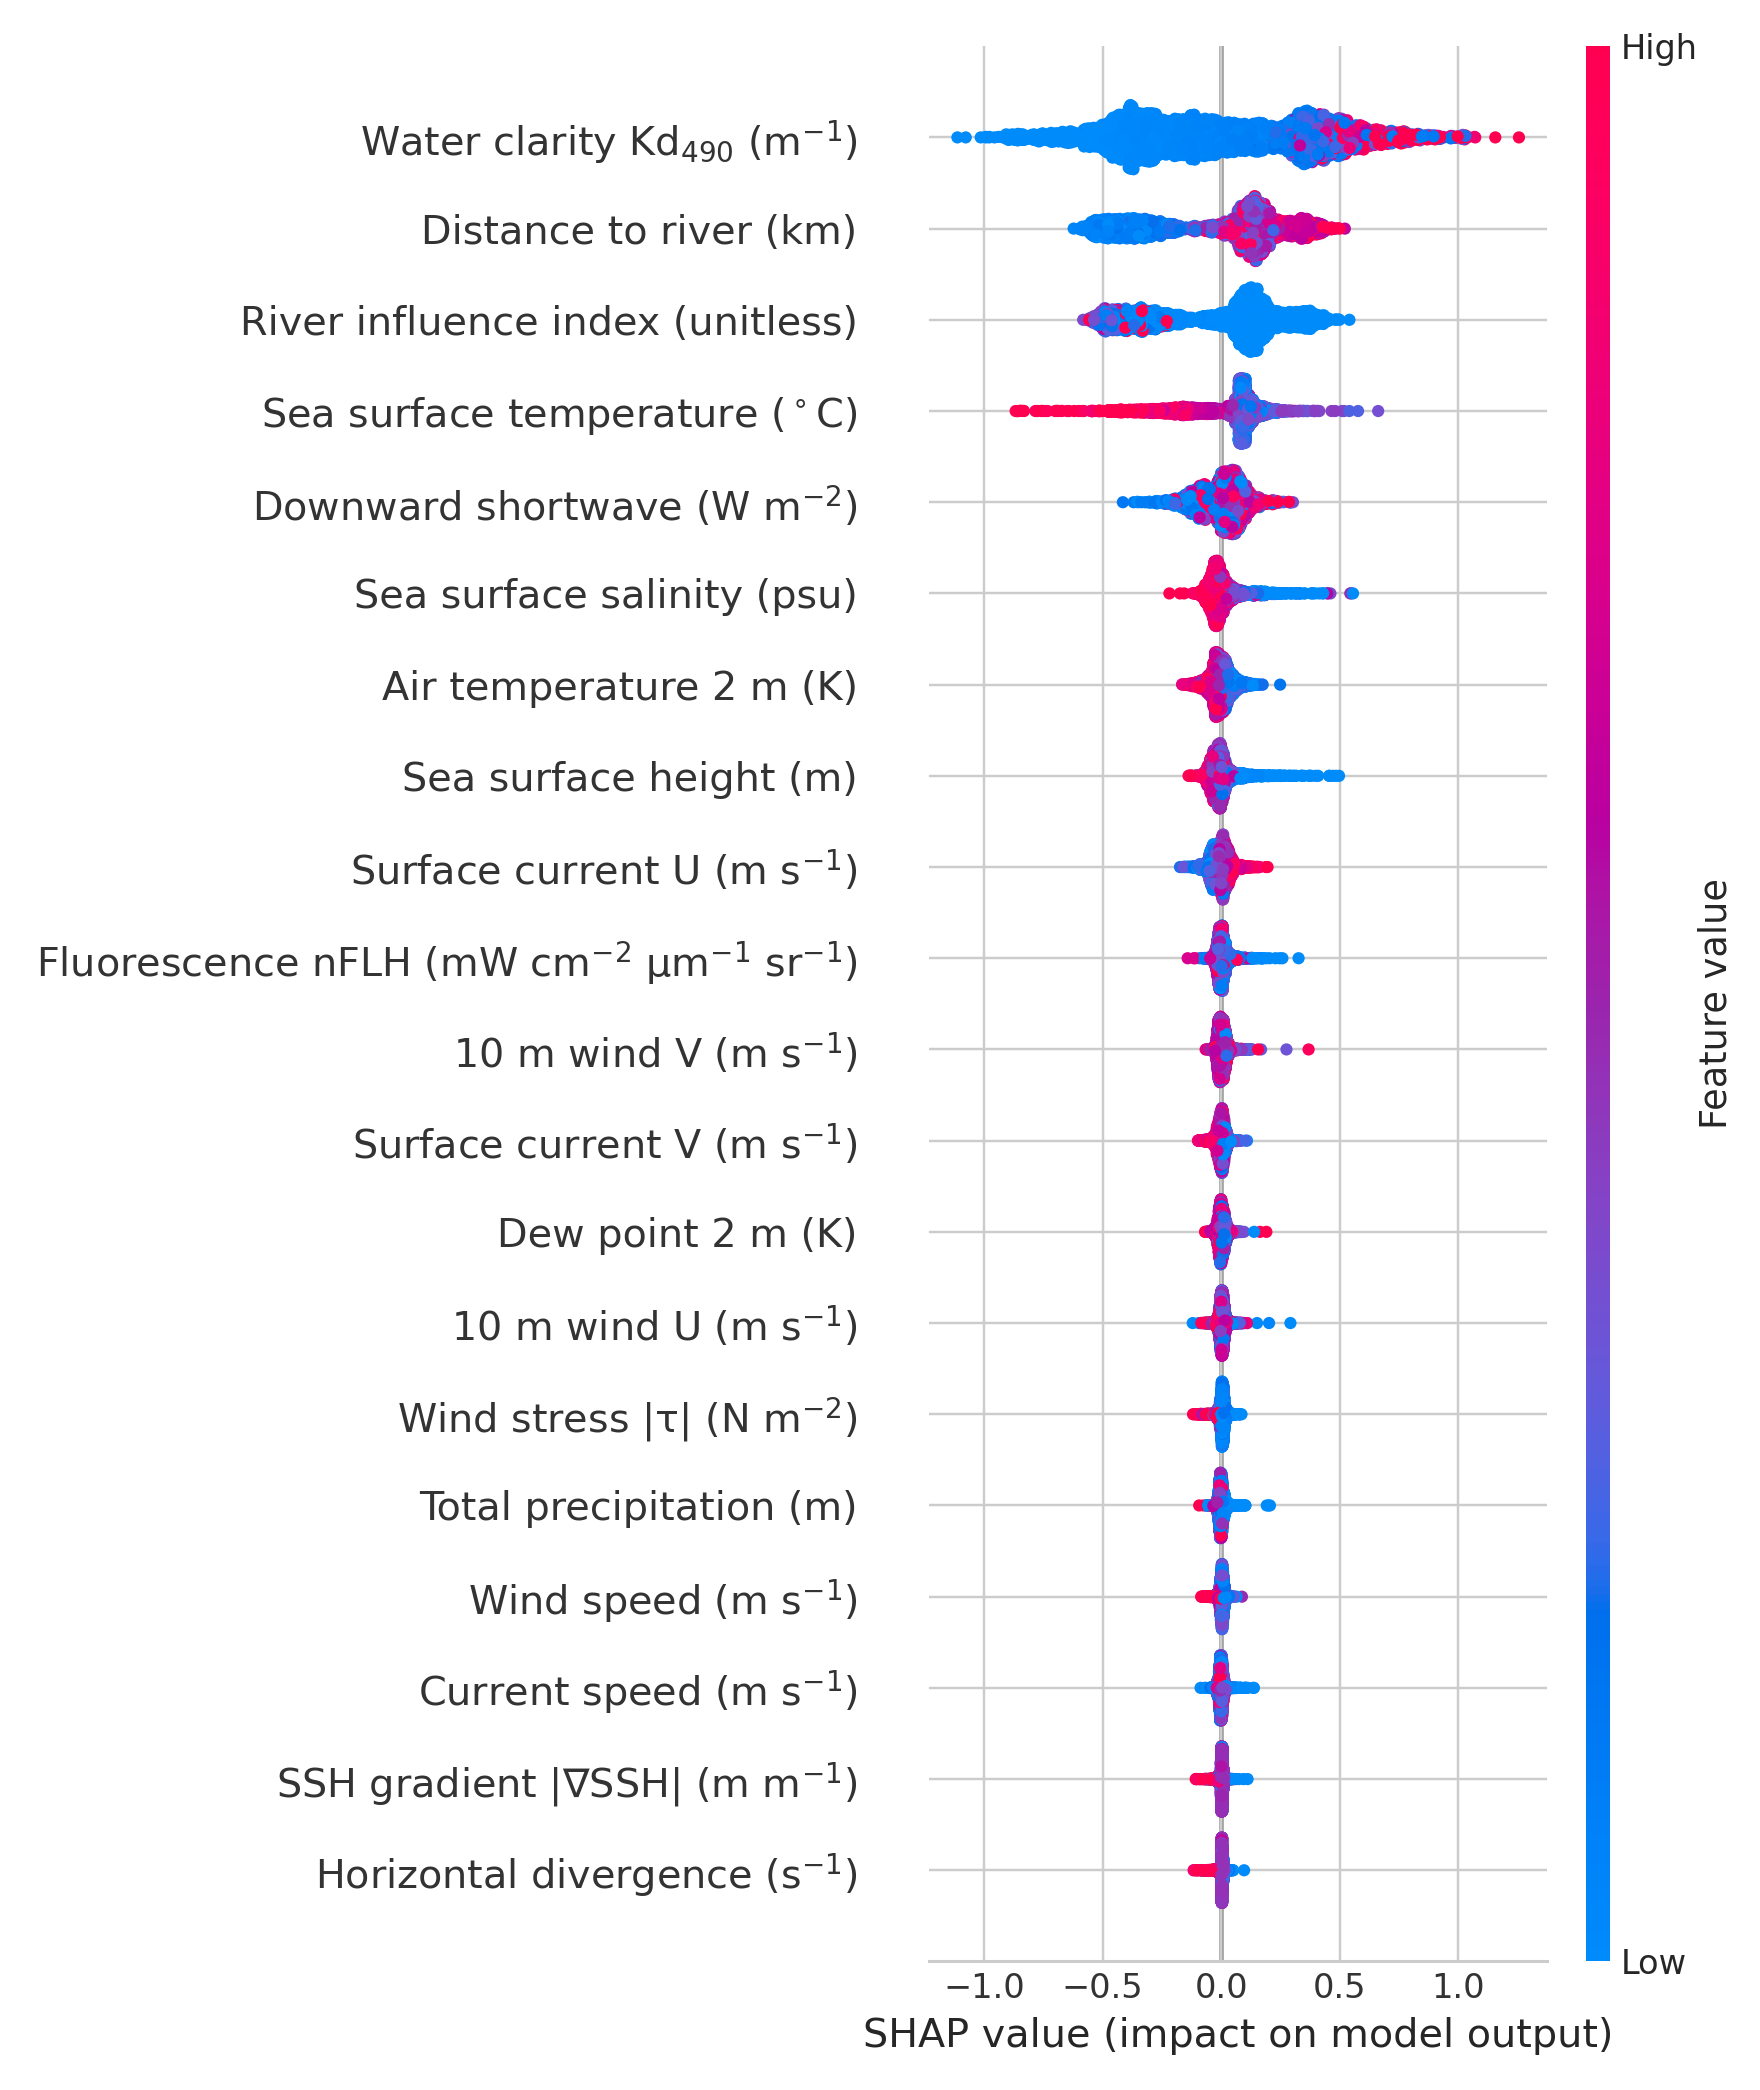 High
Water clarity Kd₄₉₀ (m⁻¹)
Distance to river (km)
River influence index (unitless)
Sea surface temperature (°C)
Downward shortwave (W m⁻²)
Sea surface salinity (psu)
Air temperature 2 m (K)
Sea surface height (m)
Surface current U (m s⁻¹)
Fluorescence nFLH (mW cm⁻² μm⁻¹ sr⁻¹)
10 m wind V (m s⁻¹)
Surface current V (m s⁻¹)
Dew point 2 m (K)
10 m wind U (m s⁻¹)
Wind stress |τ| (N m⁻²)
Total precipitation (m)
Wind speed (m s⁻¹)
Current speed (m s⁻¹)
SSH gradient |∇SSH| (m m⁻¹)
Horizontal divergence (s⁻¹)
Feature value
Low
−1.0 −0.5 0.0 0.5 1.0
SHAP value (impact on model output)